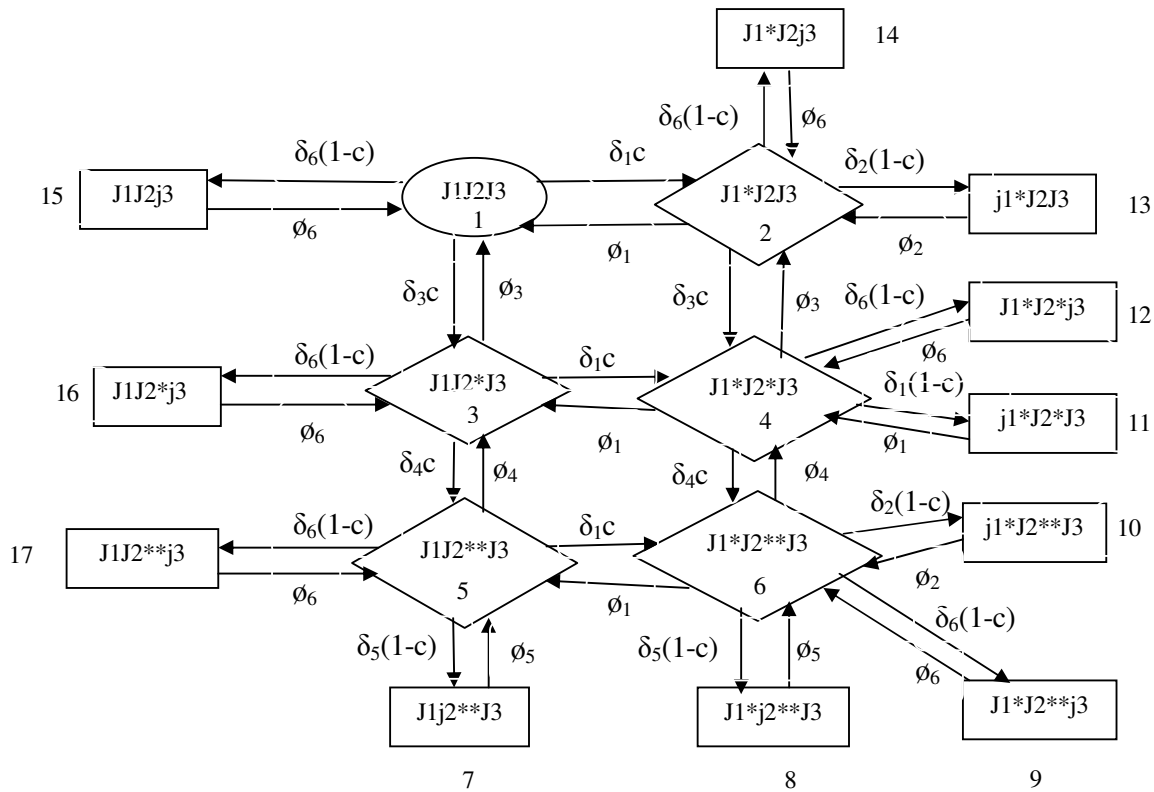 J1*J2j3
14
δ6(1-c)
ø6
δ6(1-c)
δ1c
δ2(1-c)
15
J1J2j3
J1J2J3
1
J1*J2J3
2
j1*J2J3
13
ø6
ø1
ø2
δ3c
ø3
δ3c
ø3
δ6(1-c)
J1*J2*j3
12
ø6
δ6(1-c)
δ1c
δ1(1-c)
16
J1J2*j3
J1J2*J3
3
J1*J2*J3
4
j1*J2*J3
11
ø6
ø1
ø1
δ4c
ø4
δ4c
ø4
δ2(1-c)
17
J1J2**j3
δ6(1-c)
δ1c
J1J2**J3
5
J1*J2**J3
6
j1*J2**J3
10
ø6
ø1
ø2
δ5(1-c)
ø5
δ5(1-c)
ø5
δ6(1-c)
ø6
J1j2**J3
J1*j2**J3
J1*J2**j3
7
8
9